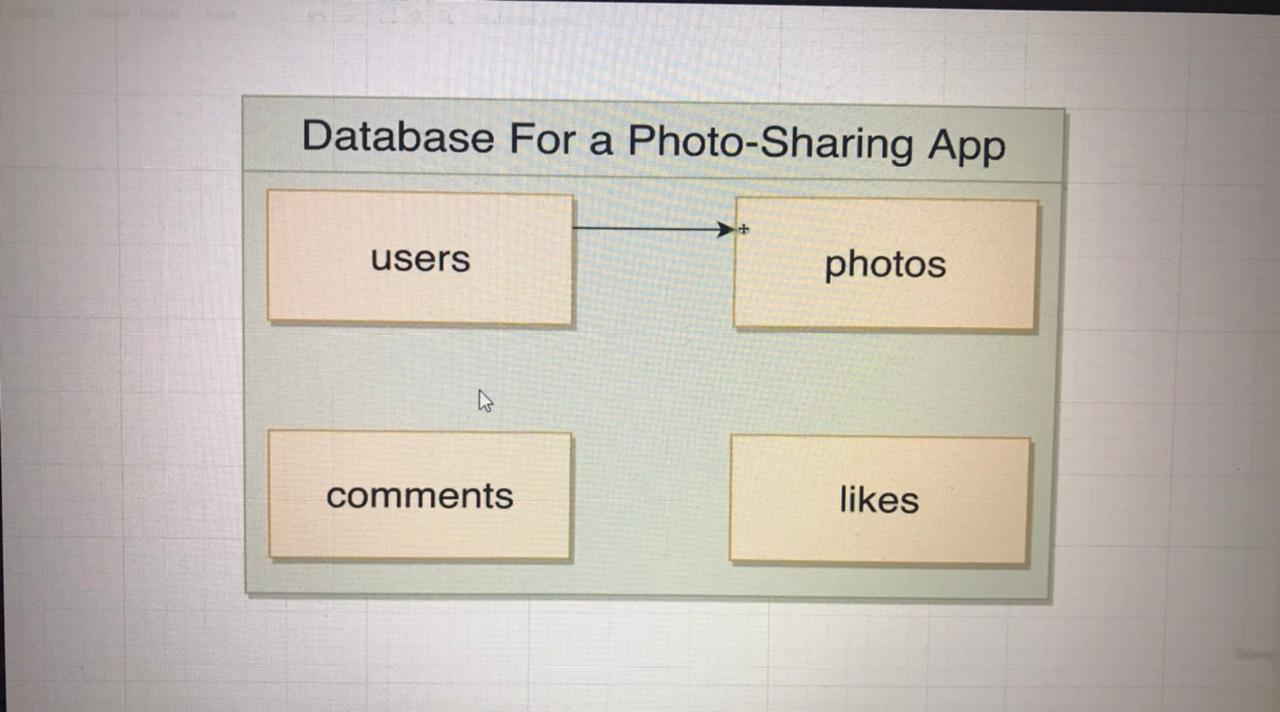 Database For a Photo-Sharing App
users
photos
comments
likes